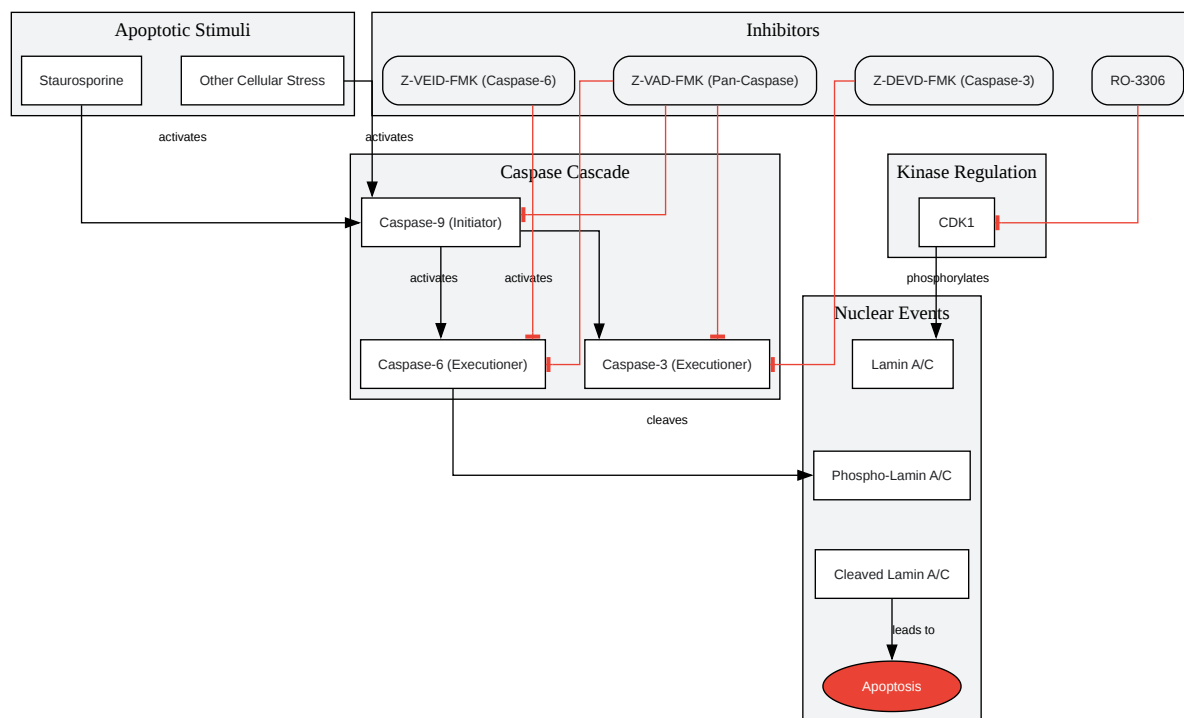 Apoptotic Stimuli
Inhibitors
Staurosporine
Other Cellular Stress
Z-VEID-FMK (Caspase-6)
Z-VAD-FMK (Pan-Caspase)
Z-DEVD-FMK (Caspase-3)
RO-3306
activates
activates
Caspase Cascade
Kinase Regulation
Caspase-9 (Initiator)
CDK1
activates
activates
phosphorylates
Nuclear Events
Caspase-6 (Executioner)
Caspase-3 (Executioner)
Lamin A/C
cleaves
Phospho-Lamin A/C
Cleaved Lamin A/C
leads to
Apoptosis